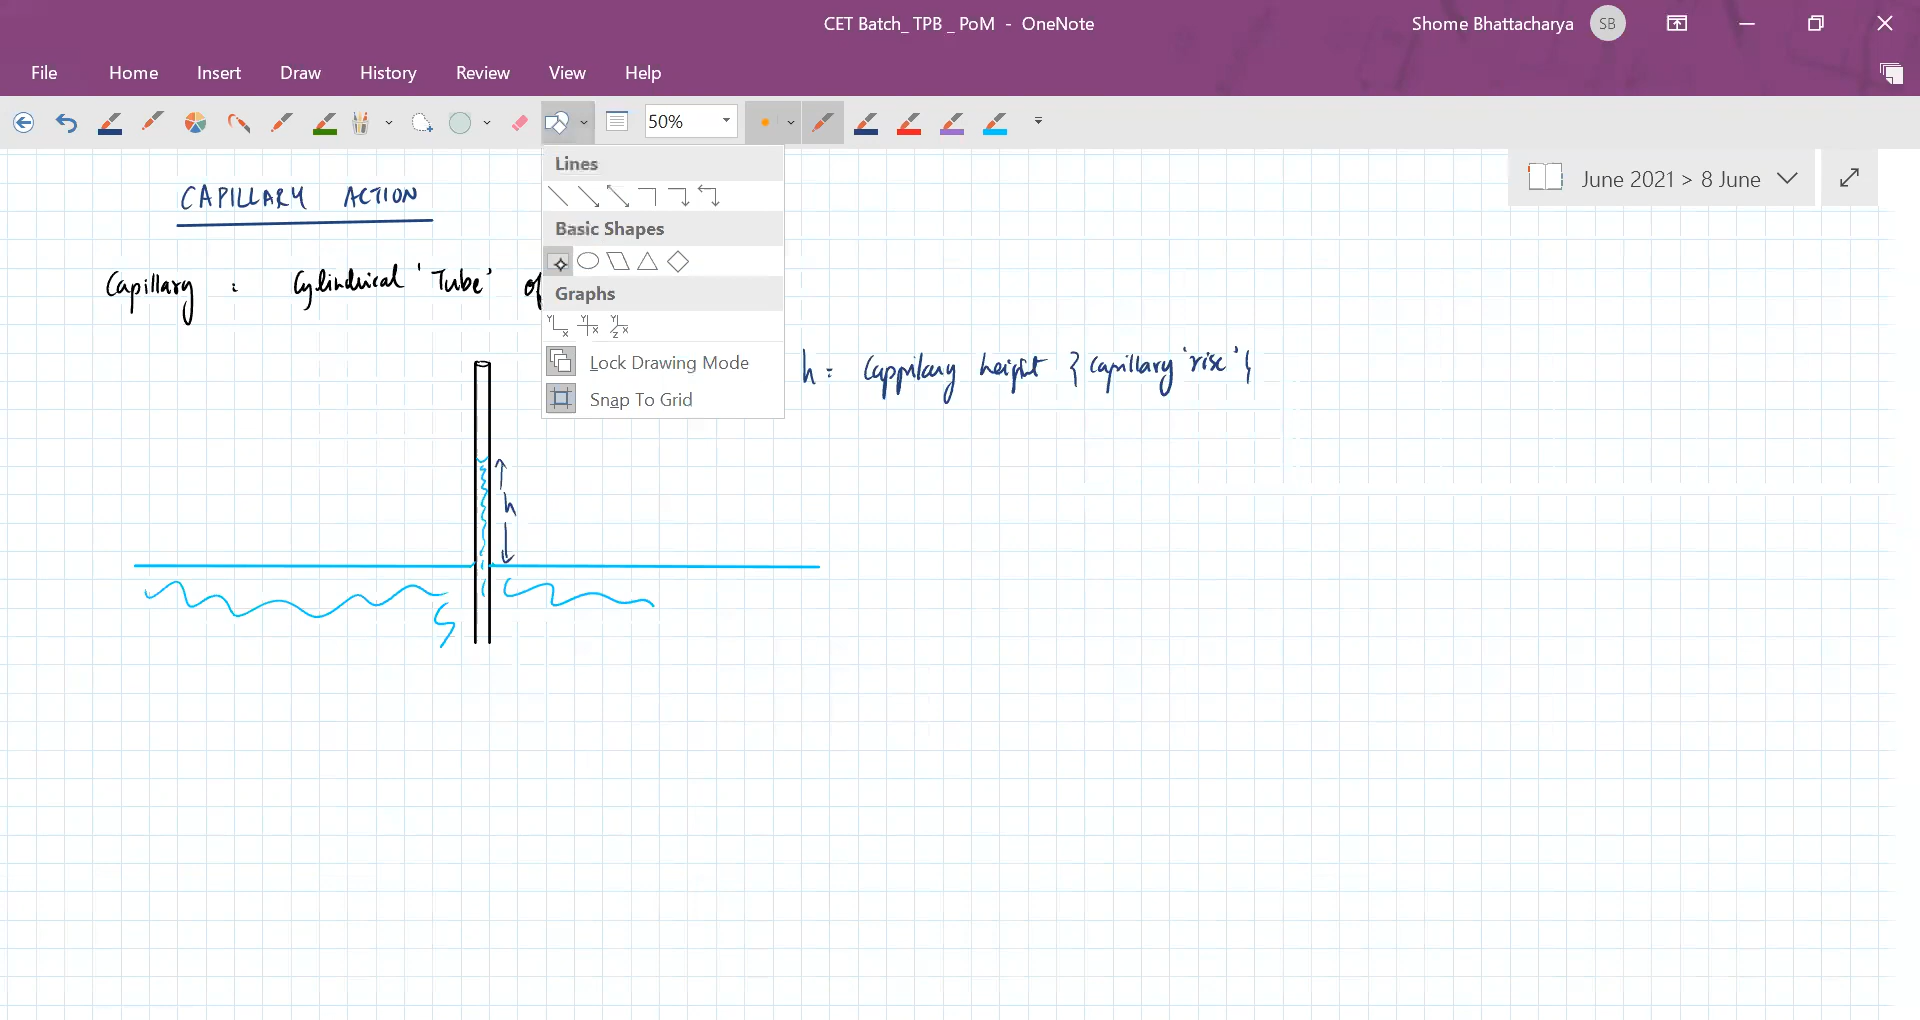 CET Batch_ TPB _ PoM - OneNote
Shome Bhattacharya SB
File Home Insert Draw History Review View Help
50%
Lines
Basic Shapes
Graphs
Lock Drawing Mode
Snap To Grid
June 2021 > 8 June
CAPILLARY ACTION
Capillary : Cylindrical 'Tube' of
h = Cappilary height {capillary 'rise'}
h